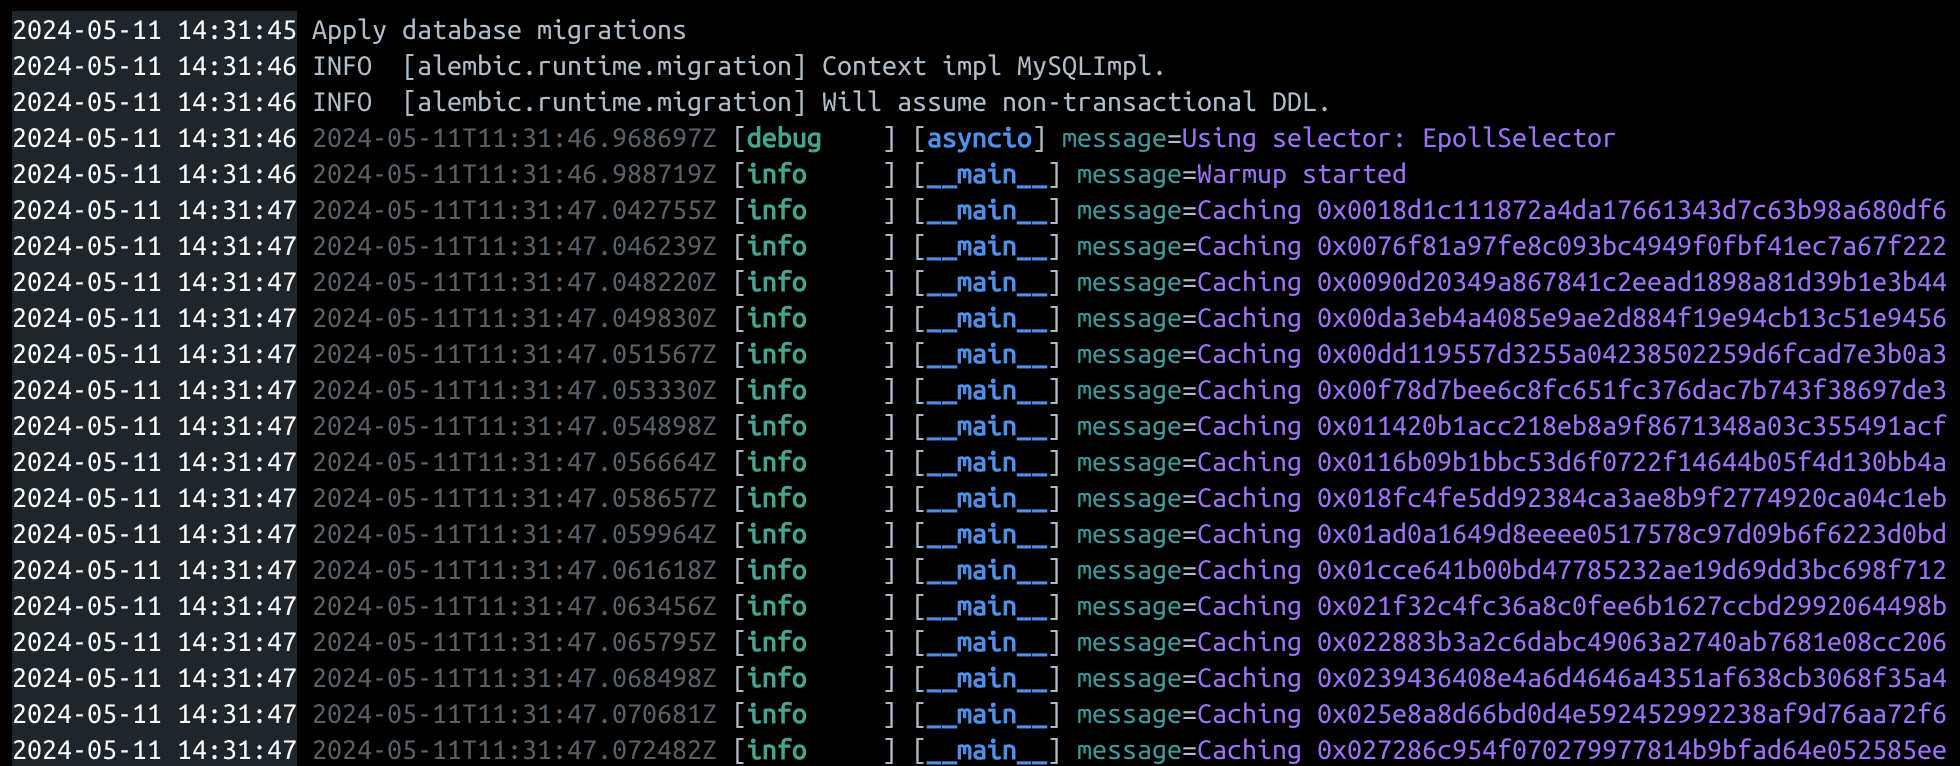 2024-05-11 14:31:45 Apply database migrations
2024-05-11 14:31:46 INFO  [alembic.runtime.migration] Context impl MySQLImpl.
2024-05-11 14:31:46 INFO  [alembic.runtime.migration] Will assume non-transactional DDL.
2024-05-11 14:31:46 2024-05-11T11:31:46.968697Z [debug    ] [asyncio] message=Using selector: EpollSelector
2024-05-11 14:31:46 2024-05-11T11:31:46.988719Z [info     ] [__main__] message=Warmup started
2024-05-11 14:31:47 2024-05-11T11:31:47.042755Z [info     ] [__main__] message=Caching 0x0018d1c111872a4da17661343d7c63b98a680df6
2024-05-11 14:31:47 2024-05-11T11:31:47.046239Z [info     ] [__main__] message=Caching 0x0076f81a97fe8c093bc4949f0fbf41ec7a67f222
2024-05-11 14:31:47 2024-05-11T11:31:47.048220Z [info     ] [__main__] message=Caching 0x0090d20349a867841c2eead1898a81d39b1e3b44
2024-05-11 14:31:47 2024-05-11T11:31:47.049830Z [info     ] [__main__] message=Caching 0x00da3eb4a4085e9ae2d884f19e94cb13c51e9456
2024-05-11 14:31:47 2024-05-11T11:31:47.051567Z [info     ] [__main__] message=Caching 0x00dd119557d3255a04238502259d6fcad7e3b0a3
2024-05-11 14:31:47 2024-05-11T11:31:47.053330Z [info     ] [__main__] message=Caching 0x00f78d7bee6c8fc651fc376dac7b743f38697de3
2024-05-11 14:31:47 2024-05-11T11:31:47.054898Z [info     ] [__main__] message=Caching 0x011420b1acc218eb8a9f8671348a03c355491acf
2024-05-11 14:31:47 2024-05-11T11:31:47.056664Z [info     ] [__main__] message=Caching 0x0116b09b1bbc53d6f0722f14644b05f4d130bb4a
2024-05-11 14:31:47 2024-05-11T11:31:47.058657Z [info     ] [__main__] message=Caching 0x018fc4fe5dd92384ca3ae8b9f2774920ca04c1eb
2024-05-11 14:31:47 2024-05-11T11:31:47.059964Z [info     ] [__main__] message=Caching 0x01ad0a1649d8eeee0517578c97d09b6f6223d0bd
2024-05-11 14:31:47 2024-05-11T11:31:47.061618Z [info     ] [__main__] message=Caching 0x01cce641b00bd47785232ae19d69dd3bc698f712
2024-05-11 14:31:47 2024-05-11T11:31:47.063456Z [info     ] [__main__] message=Caching 0x021f32c4fc36a8c0fee6b1627ccbd2992064498b
2024-05-11 14:31:47 2024-05-11T11:31:47.065795Z [info     ] [__main__] message=Caching 0x022883b3a2c6dabc49063a2740ab7681e08cc206
2024-05-11 14:31:47 2024-05-11T11:31:47.068498Z [info     ] [__main__] message=Caching 0x0239436408e4a6d4646a4351af638cb3068f35a4
2024-05-11 14:31:47 2024-05-11T11:31:47.070681Z [info     ] [__main__] message=Caching 0x025e8a8d66bd0d4e592452992238af9d76aa72f6
2024-05-11 14:31:47 2024-05-11T11:31:47.072482Z [info     ] [__main__] message=Caching 0x027286c954f070279977814b9bfad64e052585ee